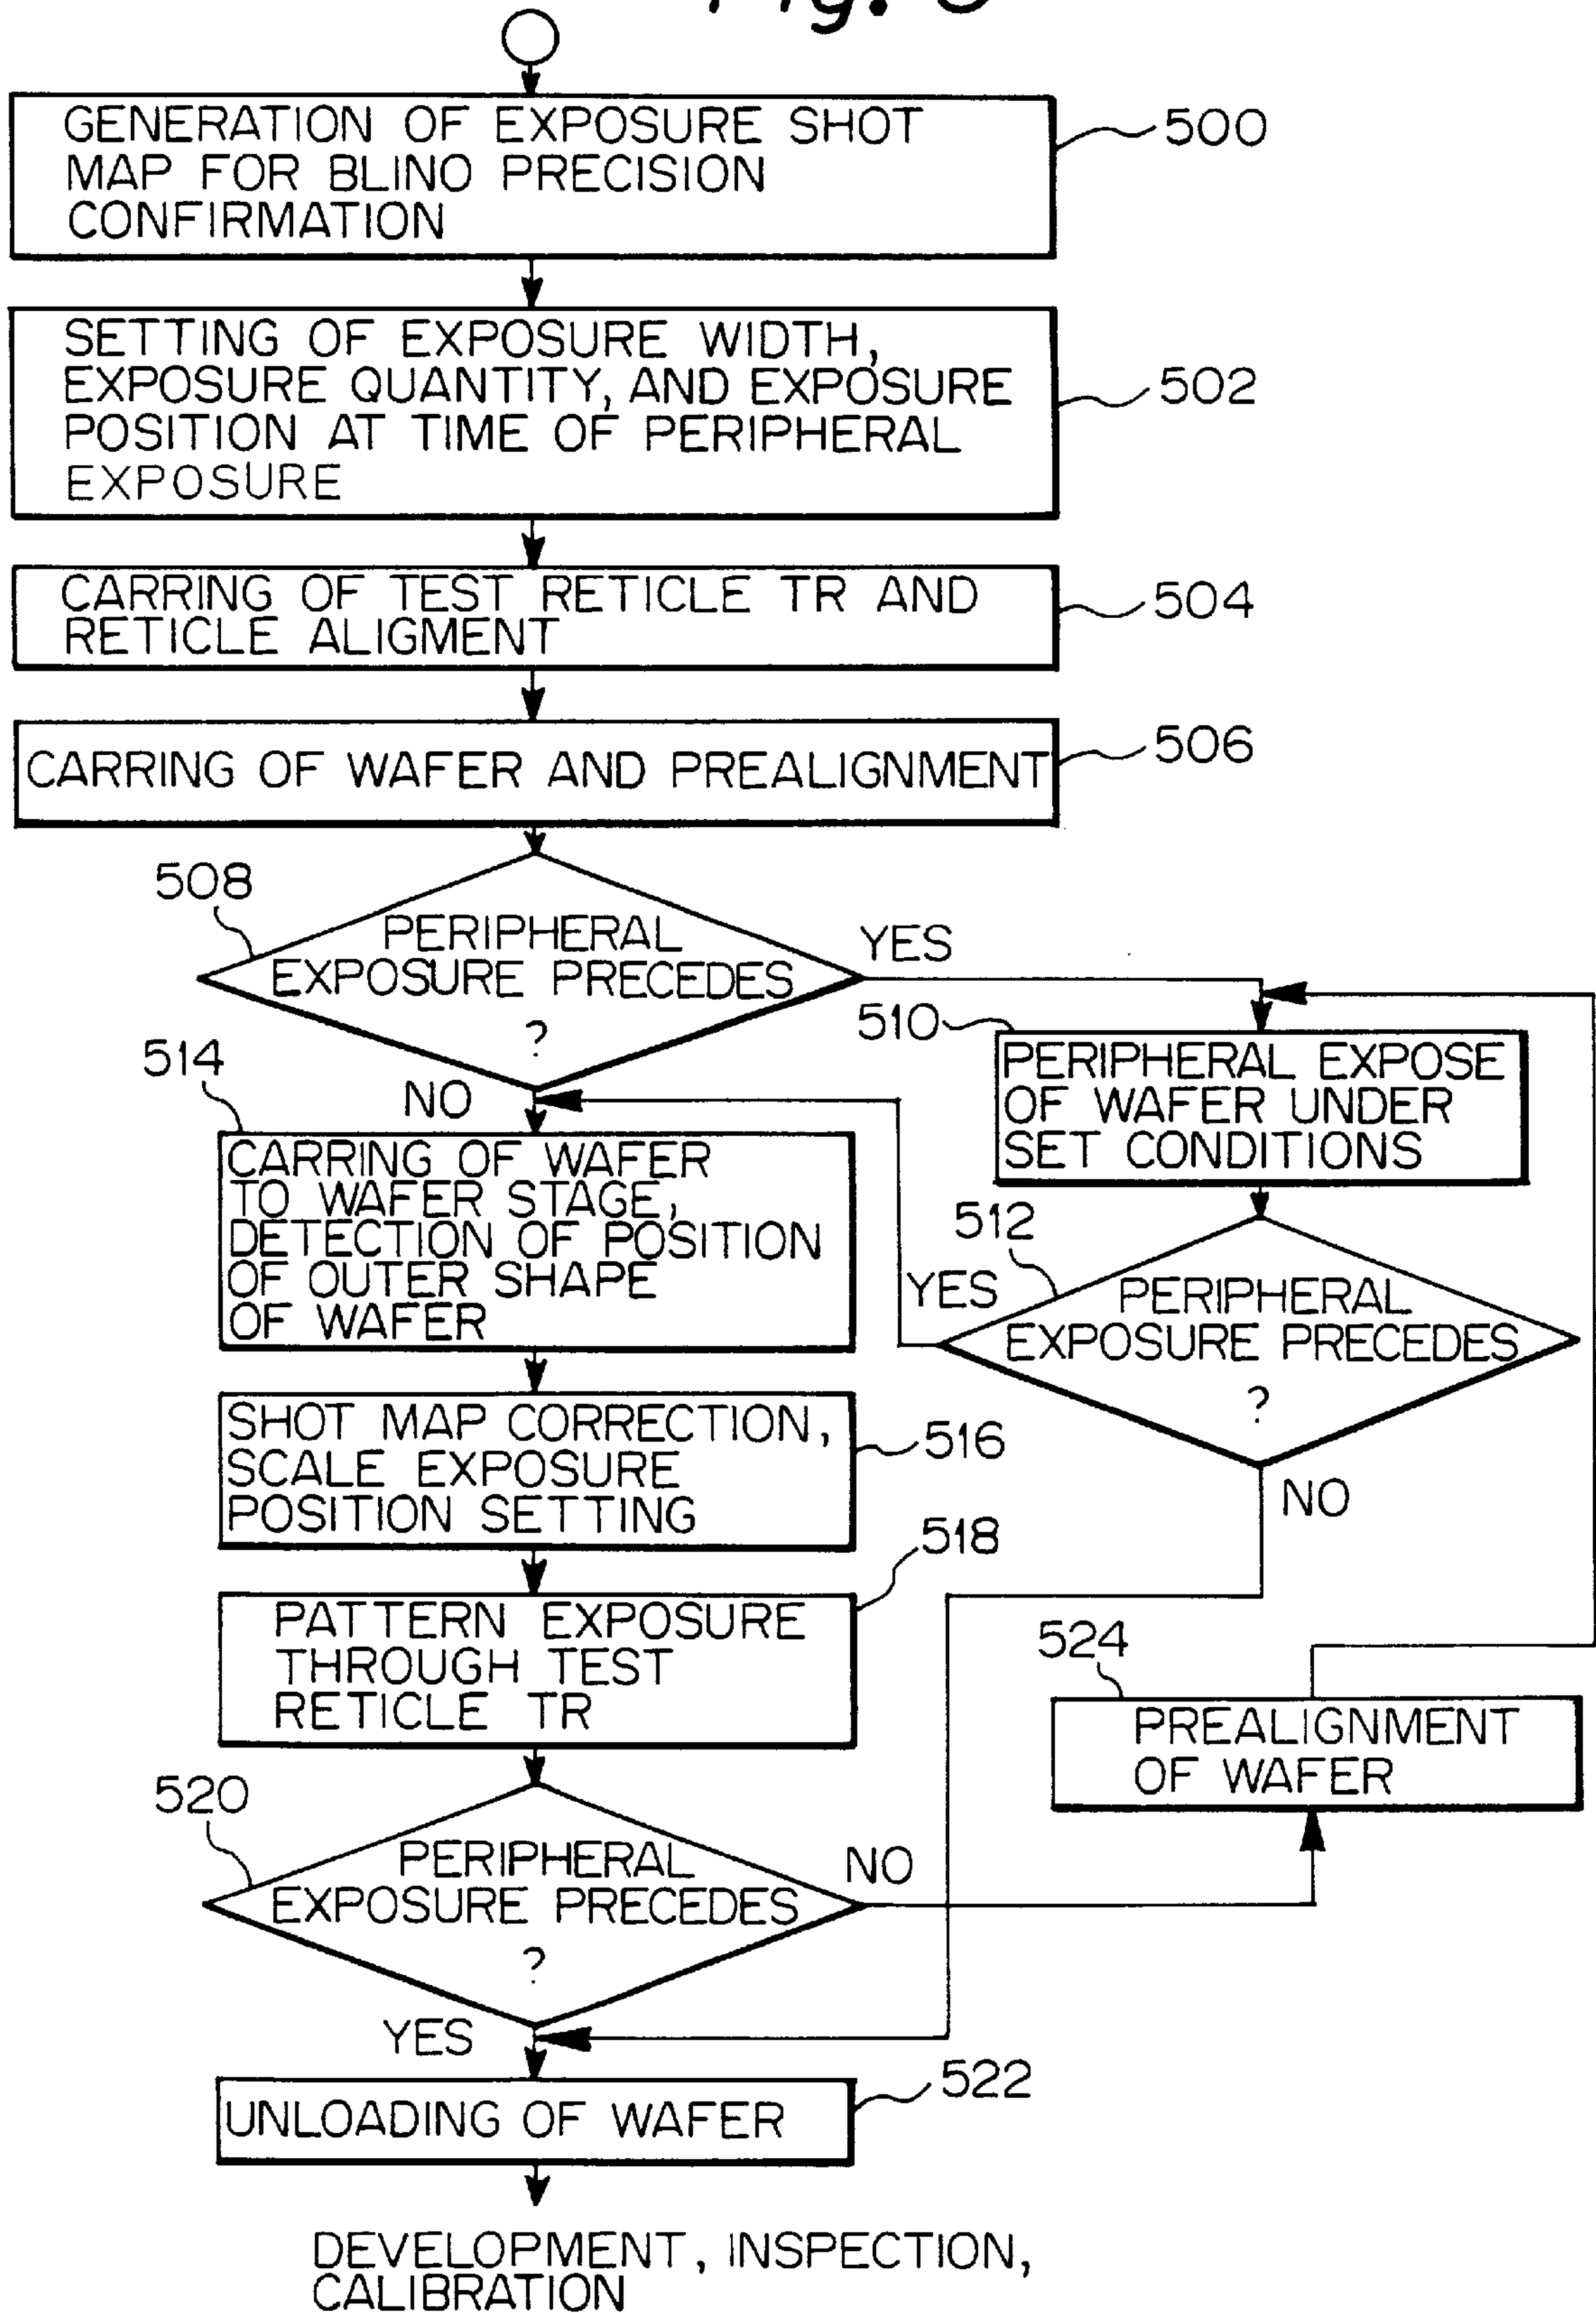 GENERATION OF EXPOSURE SHOT
MAP FOR BLINO PRECISION
CONFIRMATION
500
SETTING OF EXPOSURE WIDTH,
EXPOSURE QUANTITY, AND EXPOSURE
POSITION AT TIME OF PERIPHERAL
EXPOSURE
502
CARRING OF TEST RETICLE TR AND
RETICLE ALIGMENT
504
CARRING OF WAFER AND PREALIGNMENT
506
508
PERIPHERAL
EXPOSURE PRECEDES
?
YES
NO
510
PERIPHERAL EXPOSE
OF WAFER UNDER
SET CONDITIONS
512
PERIPHERAL
EXPOSURE PRECEDES
?
YES
NO
514
CARRING OF WAFER
TO WAFER STAGE,
DETECTION OF POSITION
OF OUTER SHAPE
OF WAFER
SHOT MAP CORRECTION,
SCALE EXPOSURE
POSITION SETTING
516
518
PATTERN EXPOSURE
THROUGH TEST
RETICLE TR
520
PERIPHERAL
EXPOSURE PRECEDES
?
NO
YES
524
PREALIGNMENT
OF WAFER
522
UNLOADING OF WAFER
DEVELOPMENT, INSPECTION,
CALIBRATION